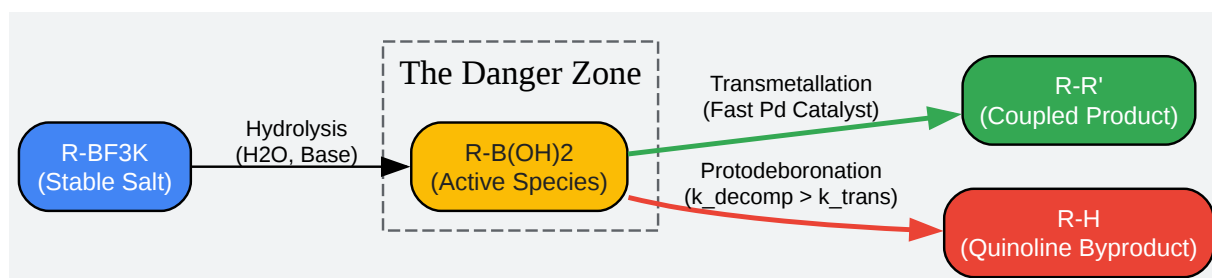 The Danger Zone
R-BF3K
(Stable Salt)
Hydrolysis
(H2O, Base)
R-B(OH)2
(Active Species)
Transmetallation
(Fast Pd Catalyst)
R-R'
(Coupled Product)
Protodeboronation
(k_decomp > k_trans)
R-H
(Quinoline Byproduct)